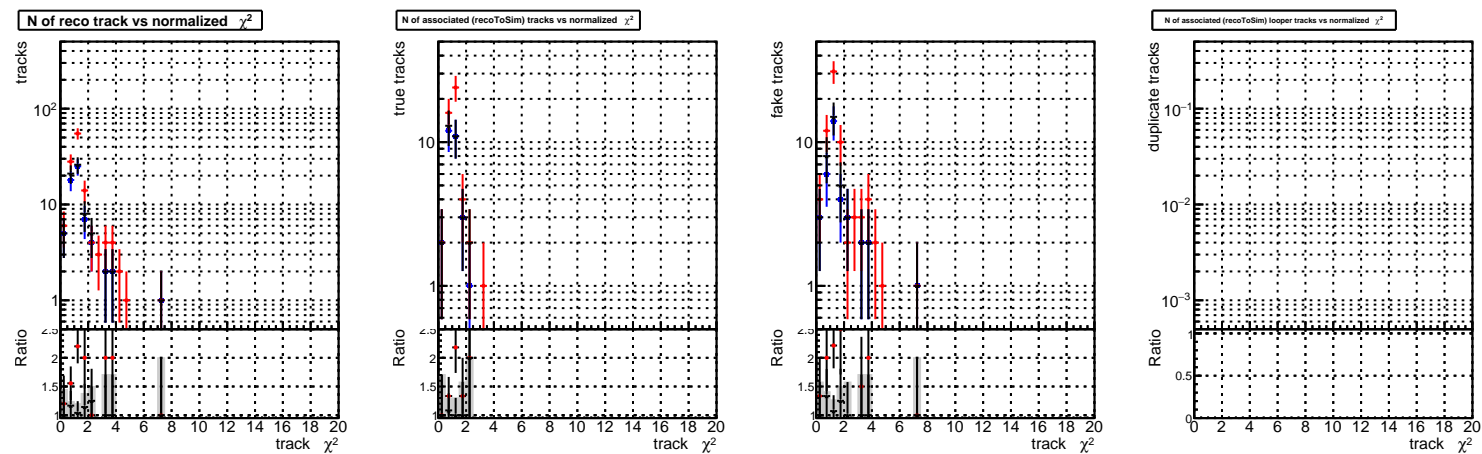 N of reco track vs normalized χ²
tracks
10²
10
1
Ratio
2.5
2
1.5
1
0 2 4 6 8 10 12 14 16 18 20
track χ²
N of associated (recoToSim) tracks vs normalized χ²
true tracks
10
1
Ratio
2.5
2
1.5
1
0 2 4 6 8 10 12 14 16 18 20
track χ²
fake tracks
10
1
Ratio
2.5
2
1.5
1
0 2 4 6 8 10 12 14 16 18 20
track χ²
N of associated (recoToSim) looper tracks vs normalized χ²
duplicate tracks
10⁻¹
10⁻²
10⁻³
Ratio
1
0.5
0
0 2 4 6 8 10 12 14 16 18 20
track χ²